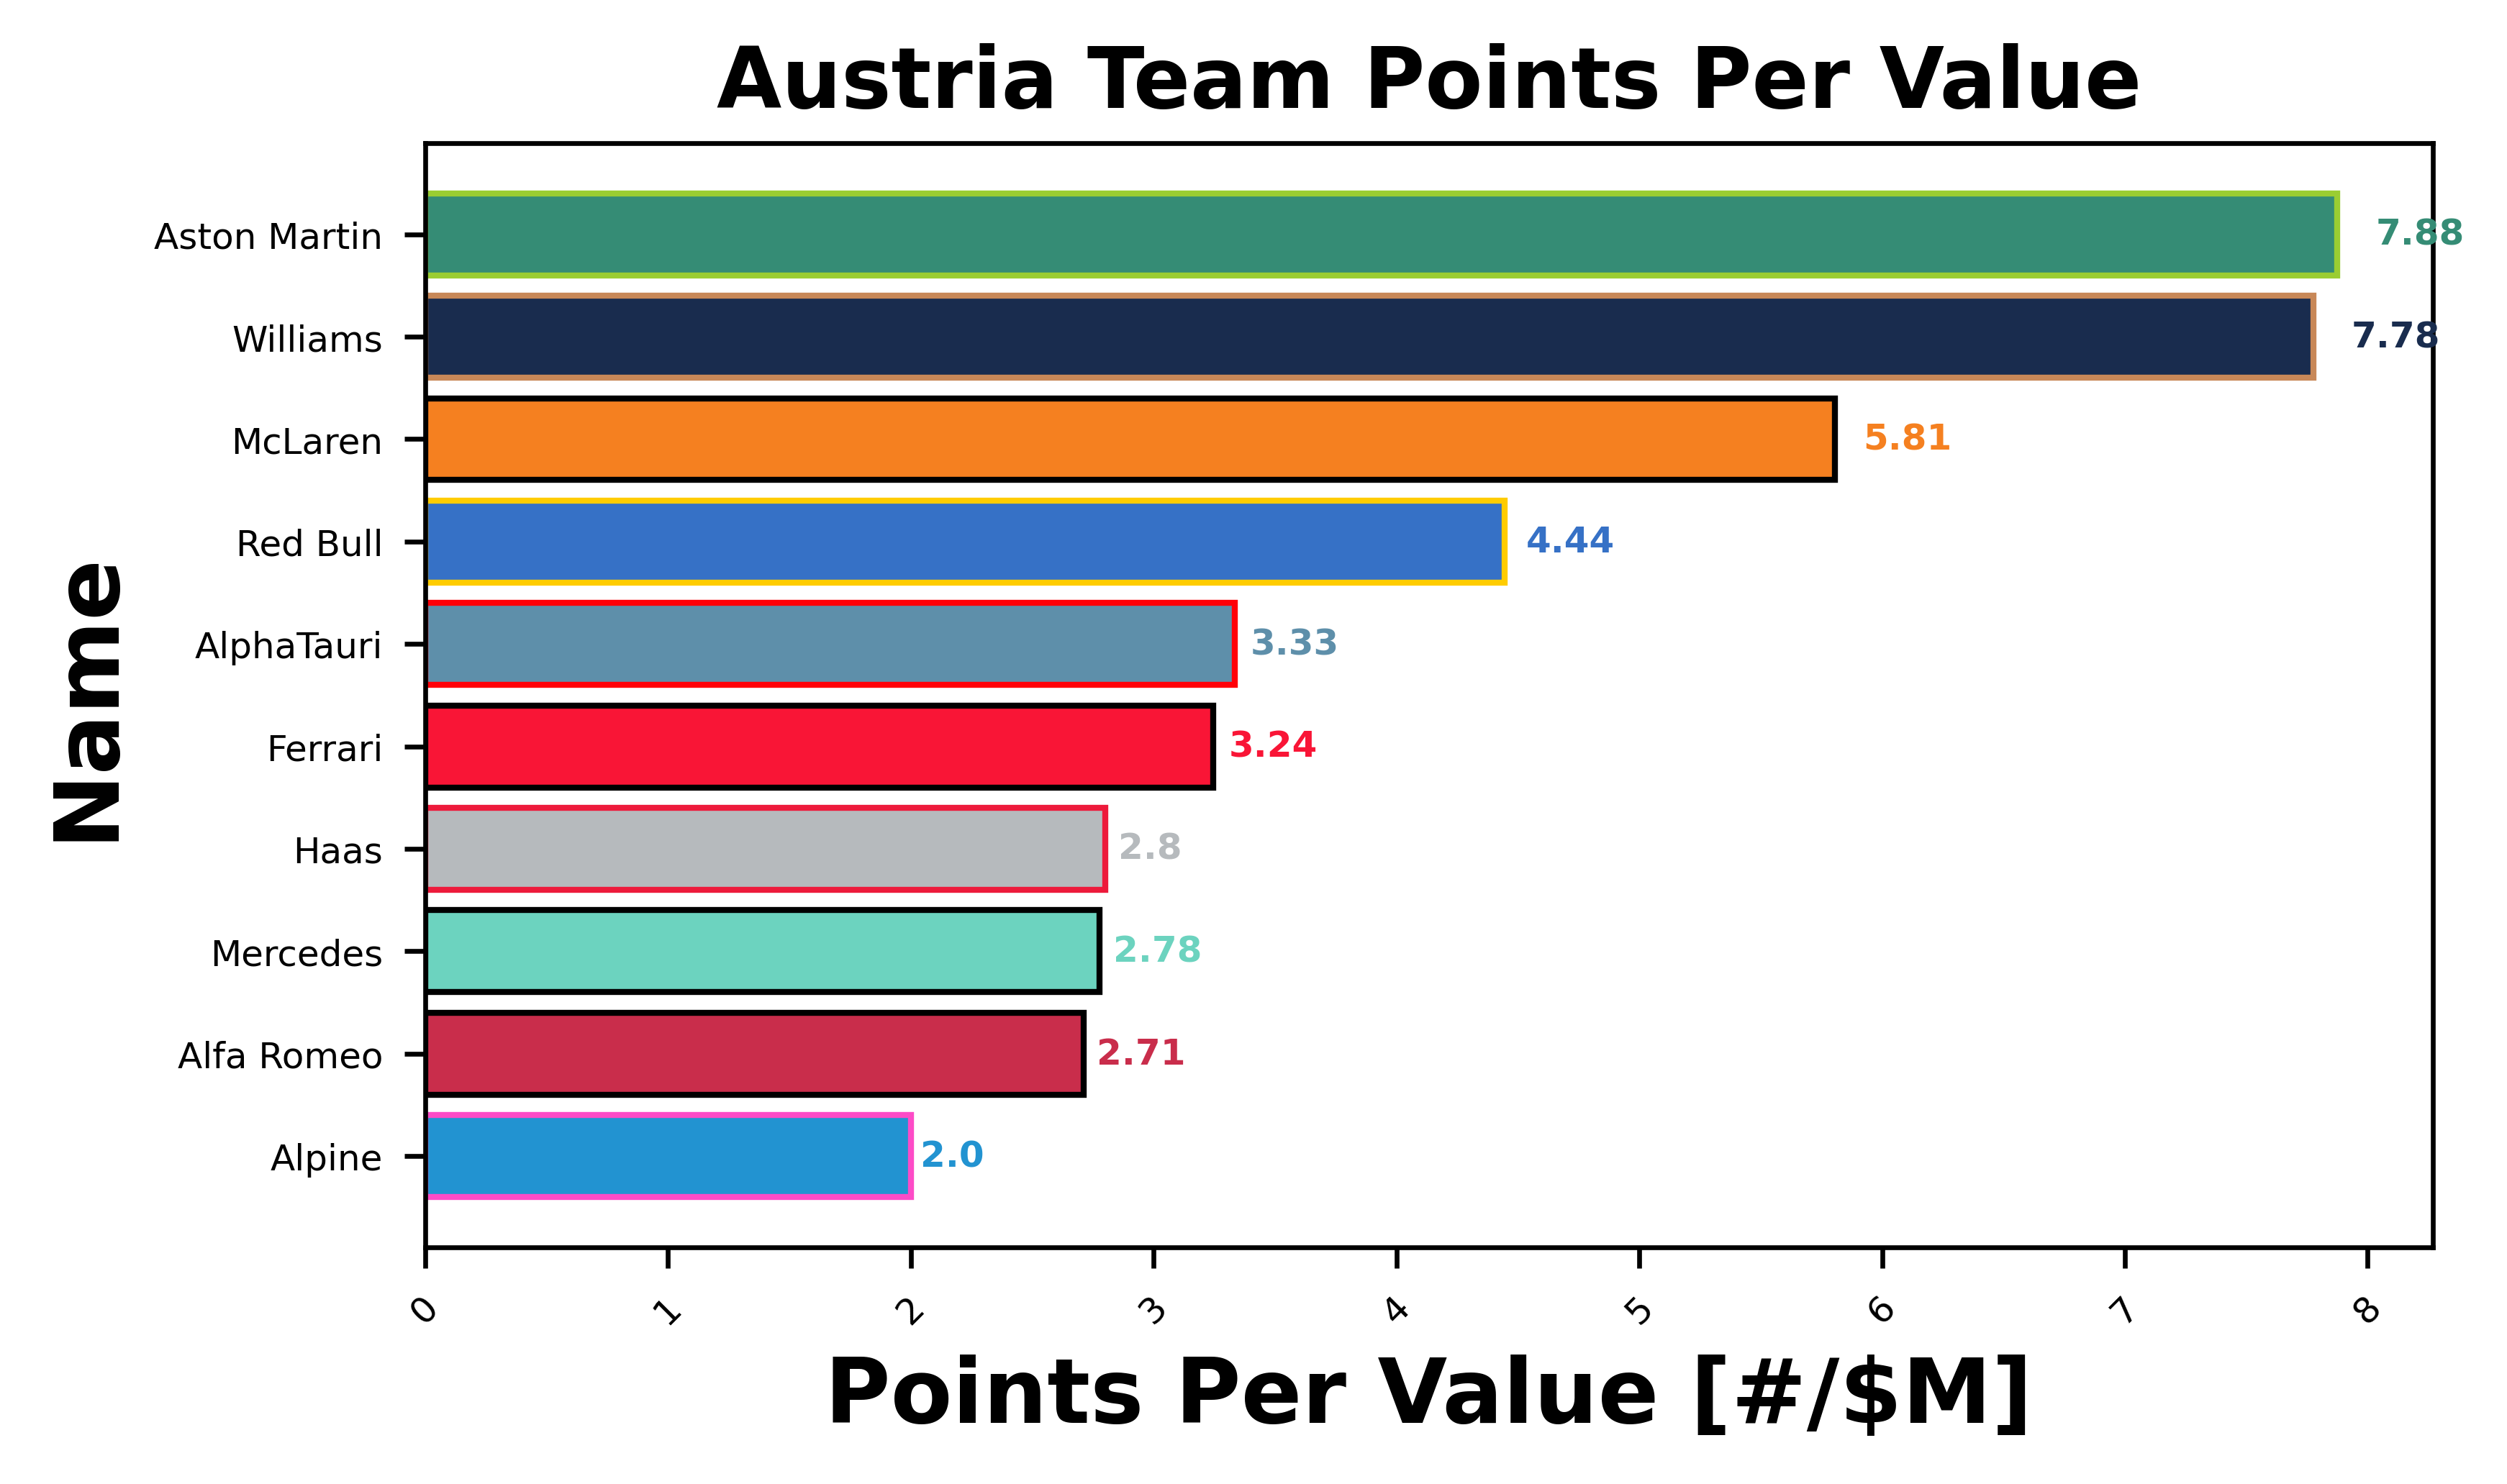 Austria Team Points Per Value
Aston Martin 7.88
Williams 7.78
McLaren 5.81
Red Bull 4.44
AlphaTauri 3.33
Ferrari 3.24
Haas 2.8
Mercedes 2.78
Alfa Romeo 2.71
Alpine 2.0
Name
0 1 2 3 4 5 6 7 8
Points Per Value [#/$M]